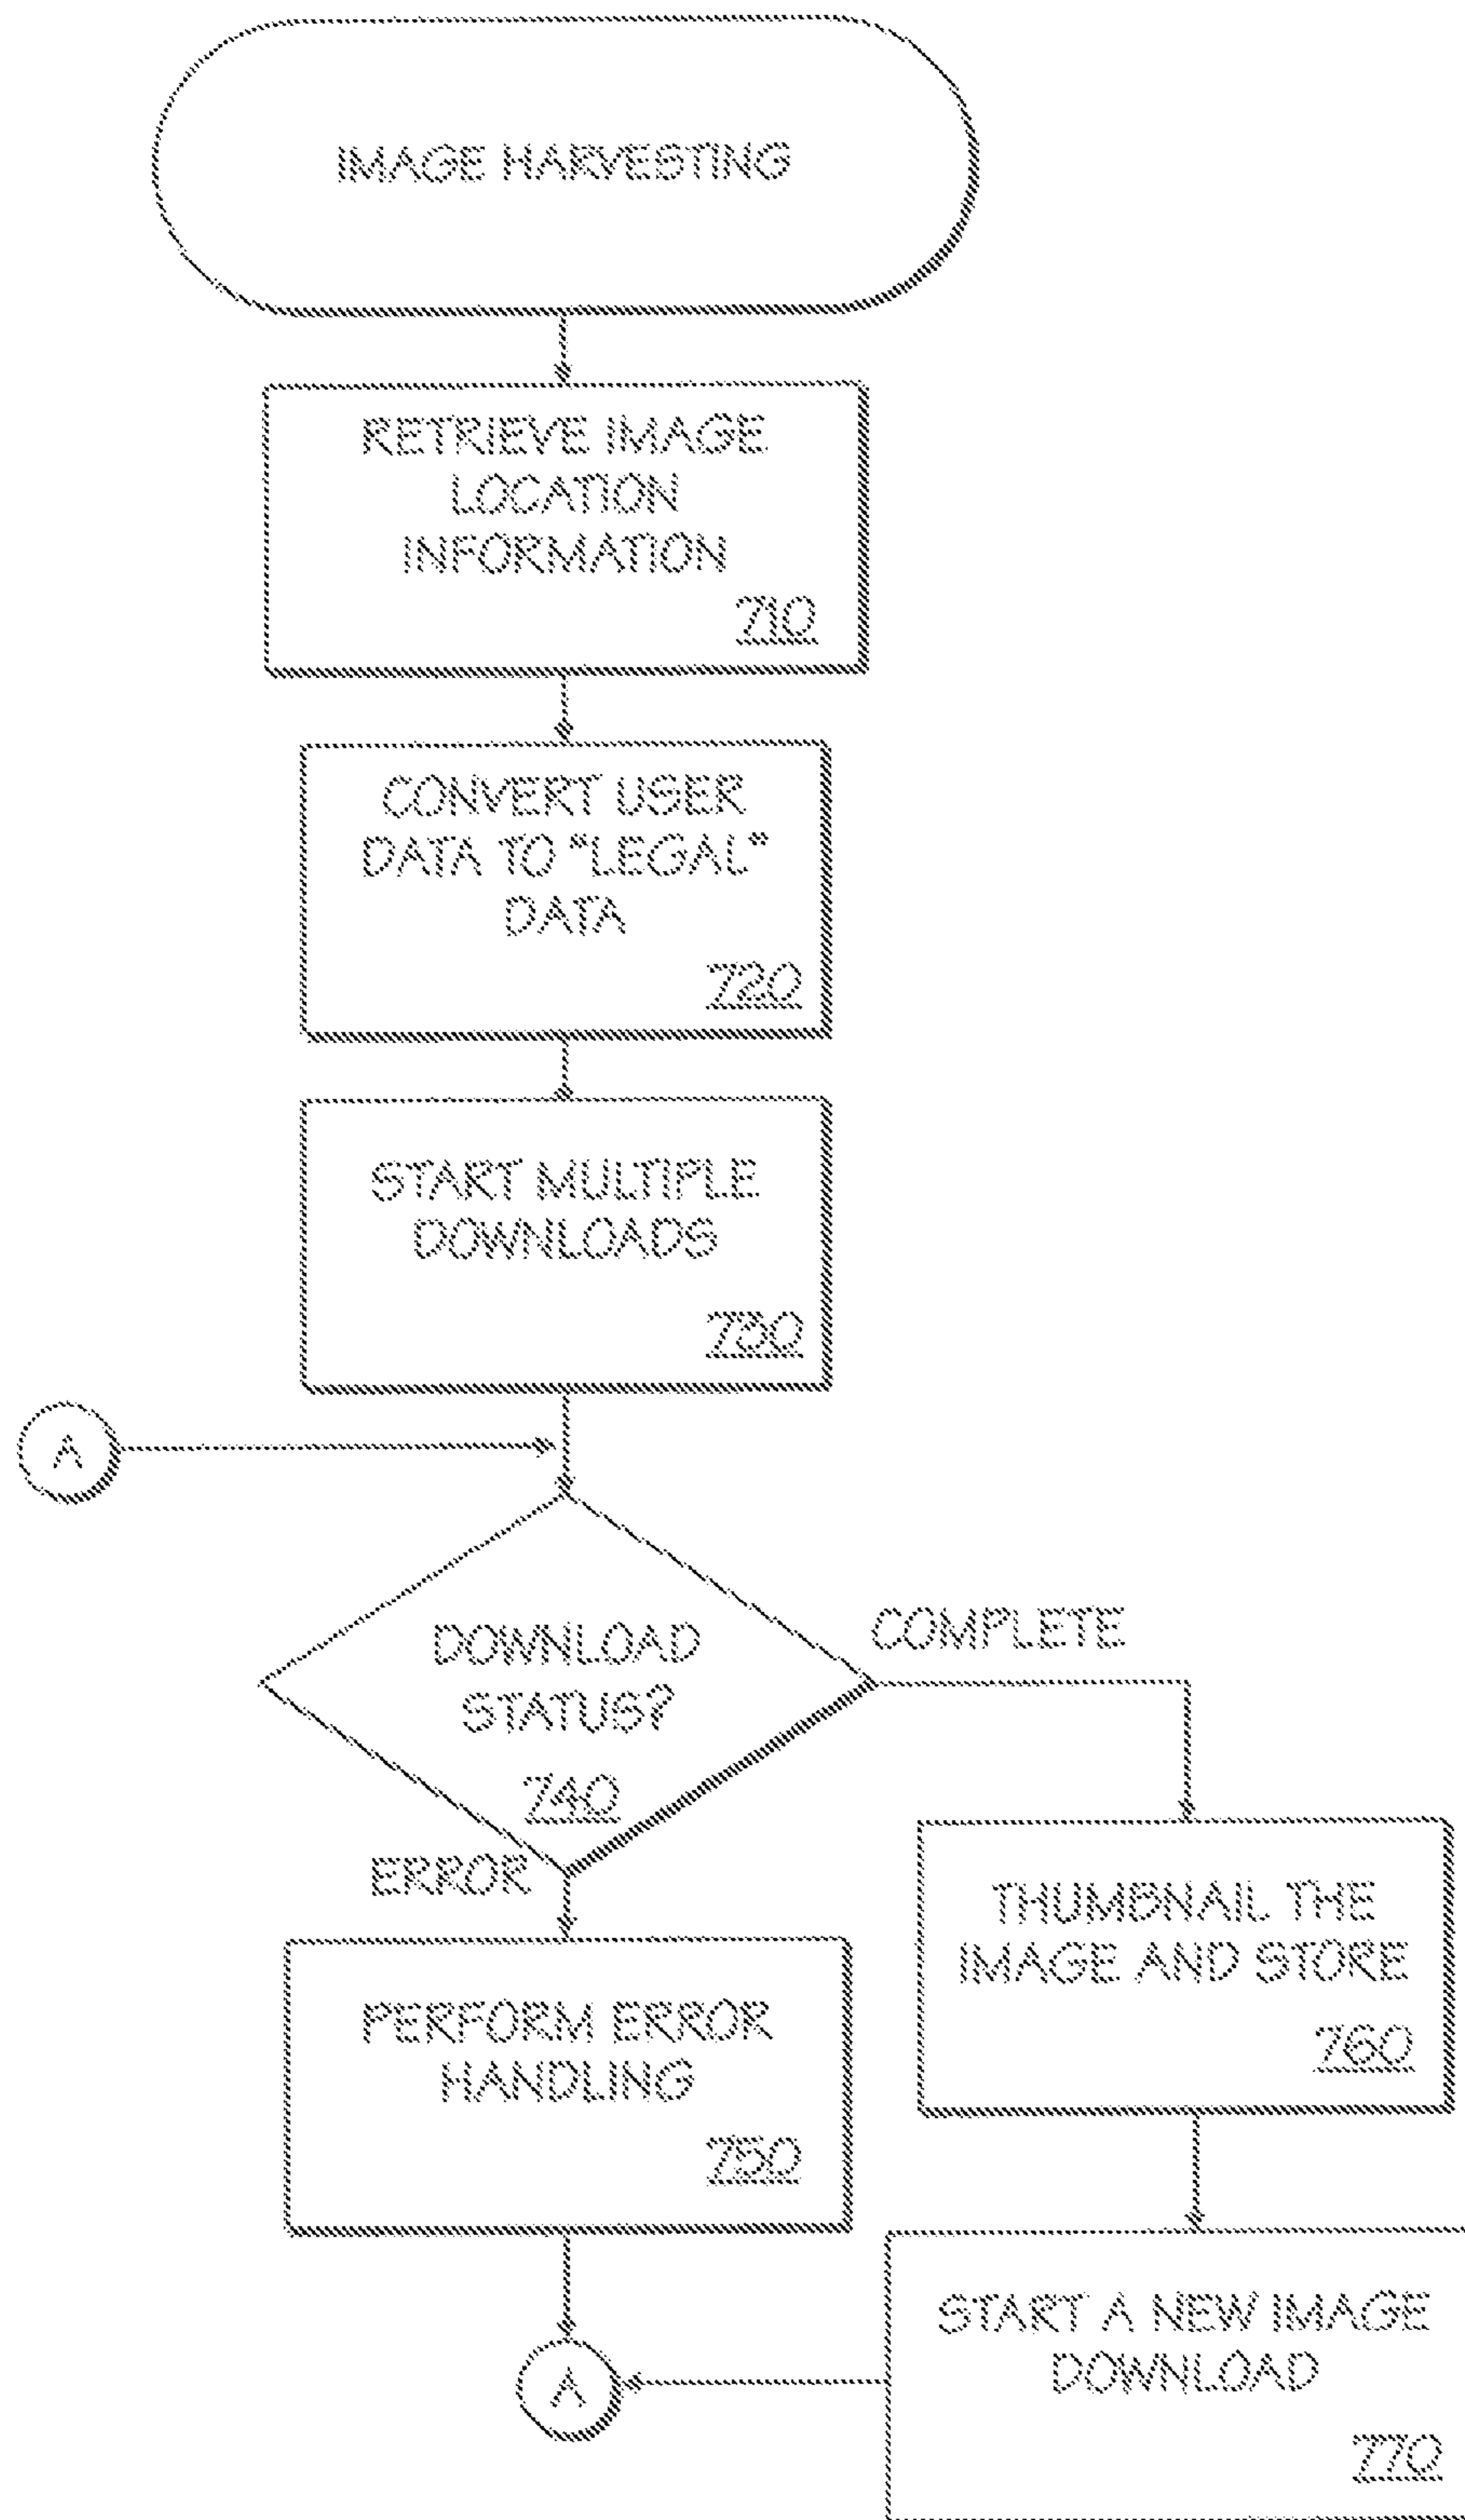 IMAGE HARVESTING
RETRIEVE IMAGE
LOCATION
INFORMATION
710
CONVERT USER
DATA TO "LEGAL"
DATA
720
START MULTIPLE
DOWNLOADS
730
A
DOWNLOAD
STATUS?
740
COMPLETE
ERROR
THUMBNAIL THE
IMAGE AND STORE
760
PERFORM ERROR
HANDLING
750
START A NEW IMAGE
DOWNLOAD
770
A